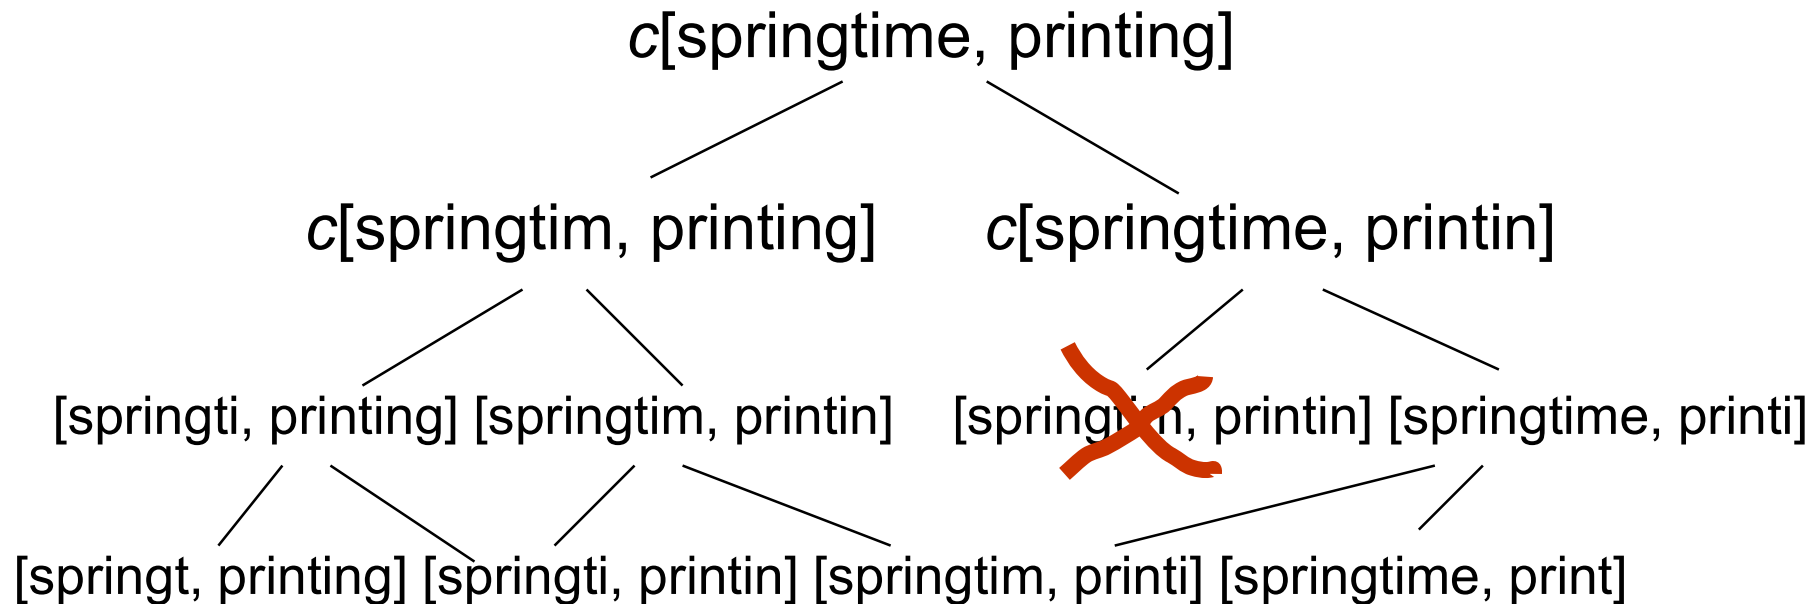 c[springtime, printing]
c[springtim, printing] c[springtime, printin]
[springti, printing] [springtim, printin] [springtim, printin] [springtime, printi]
[springt, printing] [springti, printin] [springtim, printi] [springtime, print]